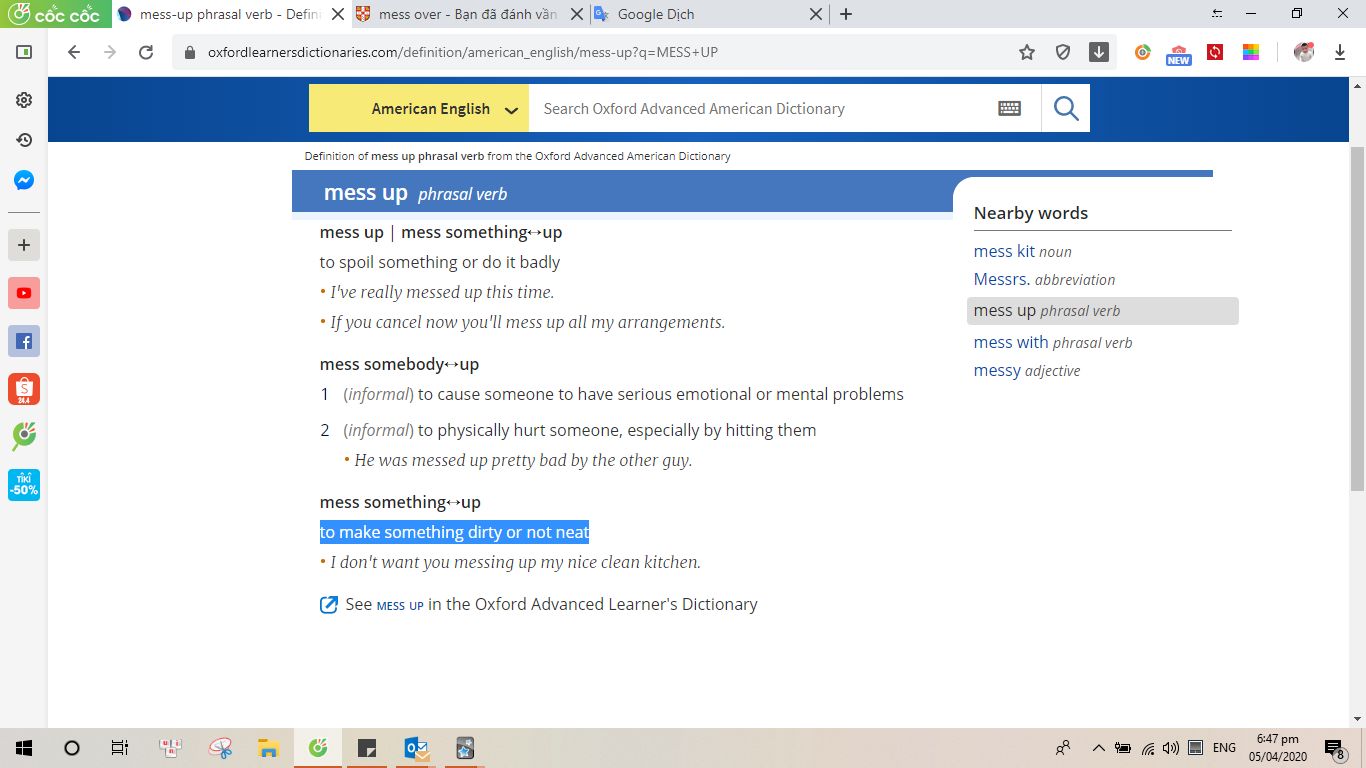 cốc cốc
mess-up phrasal verb - Defin
mess over - Bạn đã đánh vần
Google Dịch
oxfordlearnersdictionaries.com/definition/american_english/mess-up?q=MESS+UP
NEW
American English
Search Oxford Advanced American Dictionary
Definition of mess up phrasal verb from the Oxford Advanced American Dictionary
mess up phrasal verb
mess up | mess something↔up
to spoil something or do it badly
• I've really messed up this time.
• If you cancel now you'll mess up all my arrangements.
mess somebody↔up
1 (informal) to cause someone to have serious emotional or mental problems
2 (informal) to physically hurt someone, especially by hitting them
• He was messed up pretty bad by the other guy.
mess something↔up
to make something dirty or not neat
• I don't want you messing up my nice clean kitchen.
See MESS UP in the Oxford Advanced Learner's Dictionary
Nearby words
mess kit noun
Messrs. abbreviation
mess up phrasal verb
mess with phrasal verb
messy adjective
24.4
TIKI
-50%
ENG
6:47 pm
05/04/2020
8